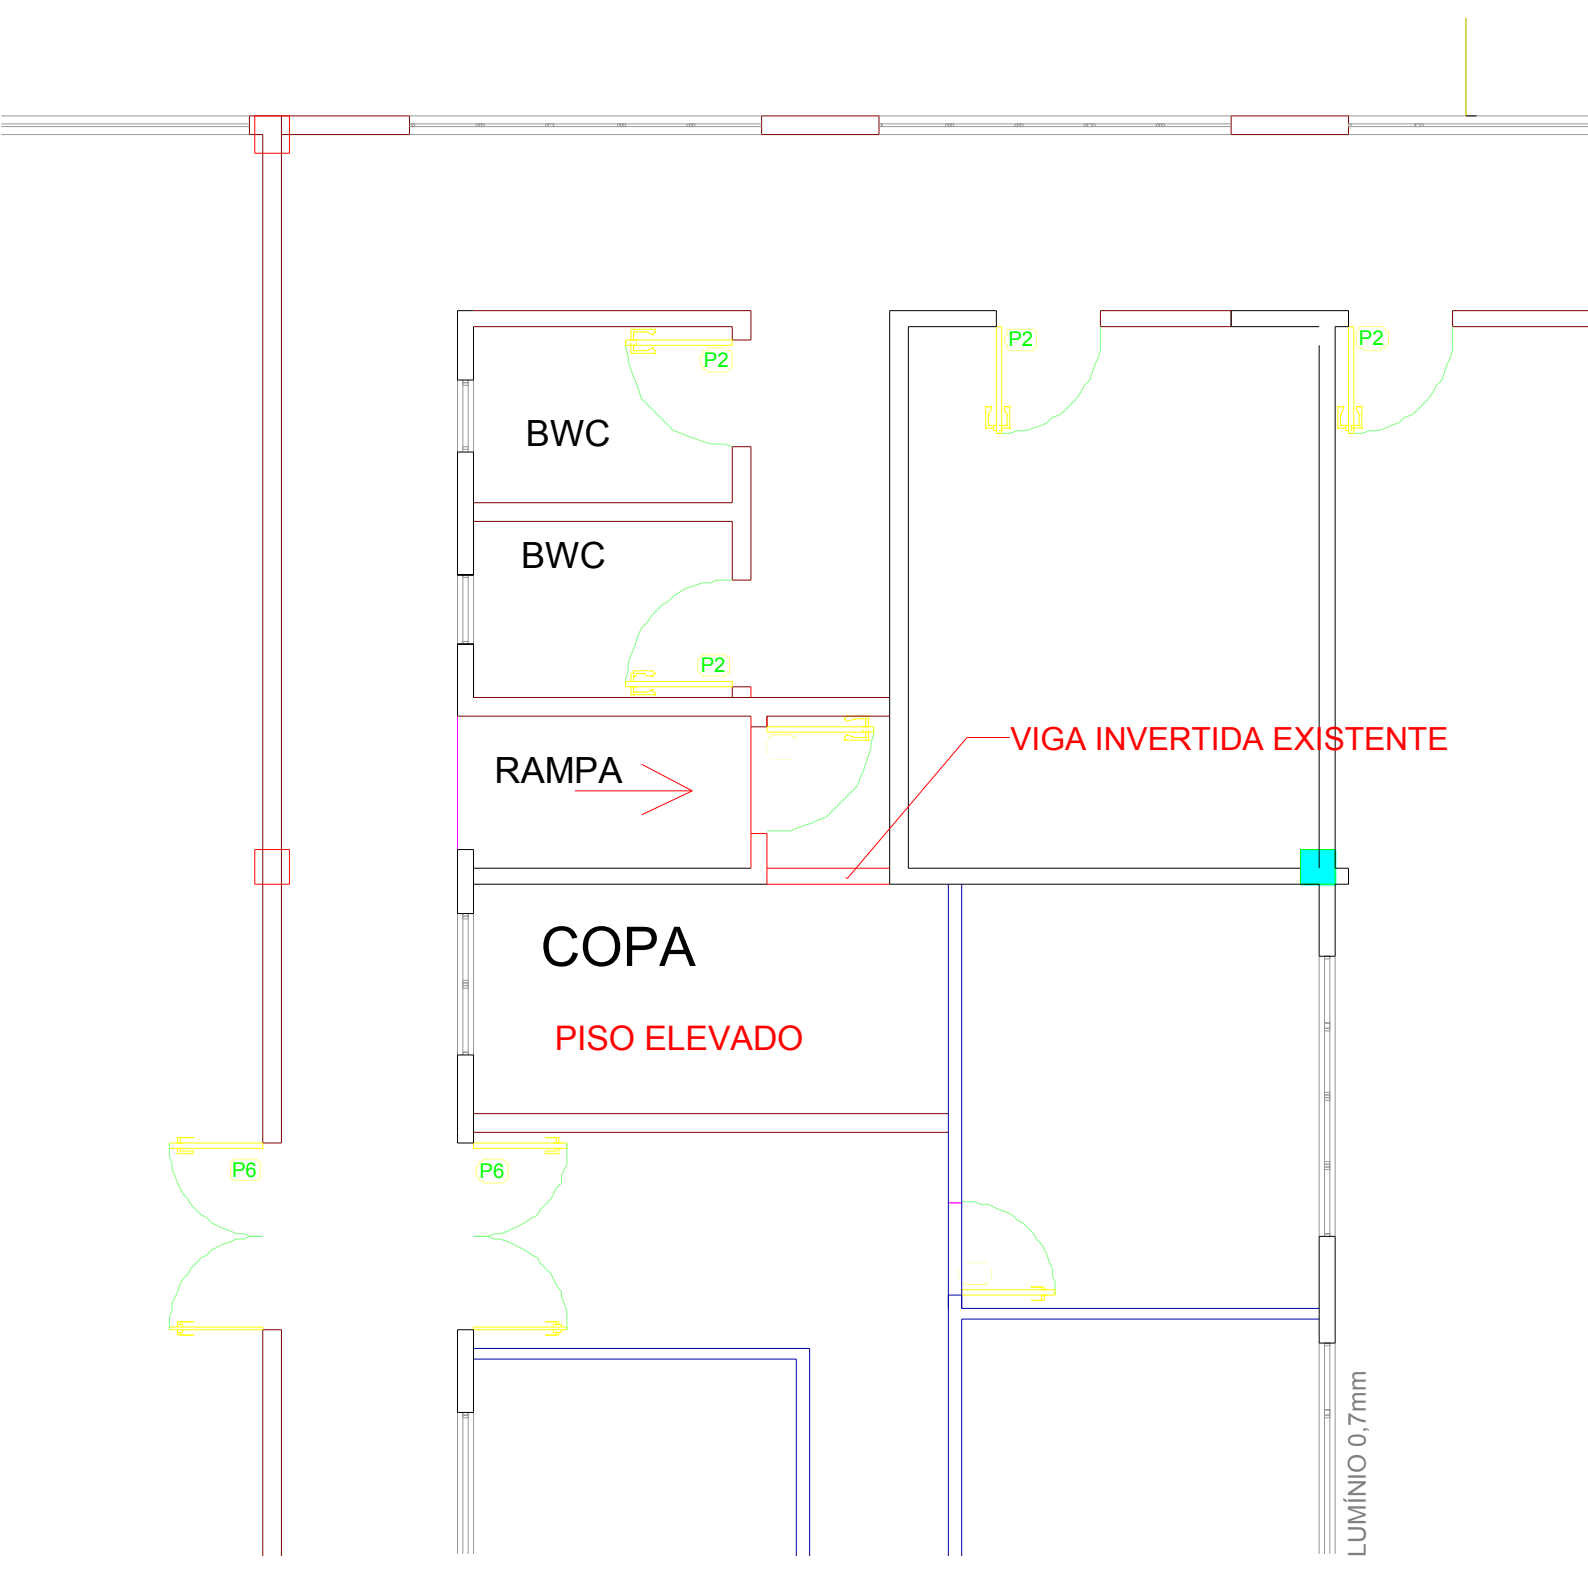 P2
P2
P2
BWC
BWC
P2
VIGA INVERTIDA EXISTENTE
RAMPA
COPA
PISO ELEVADO
P6
P6
LUMÍNIO 0,7mm